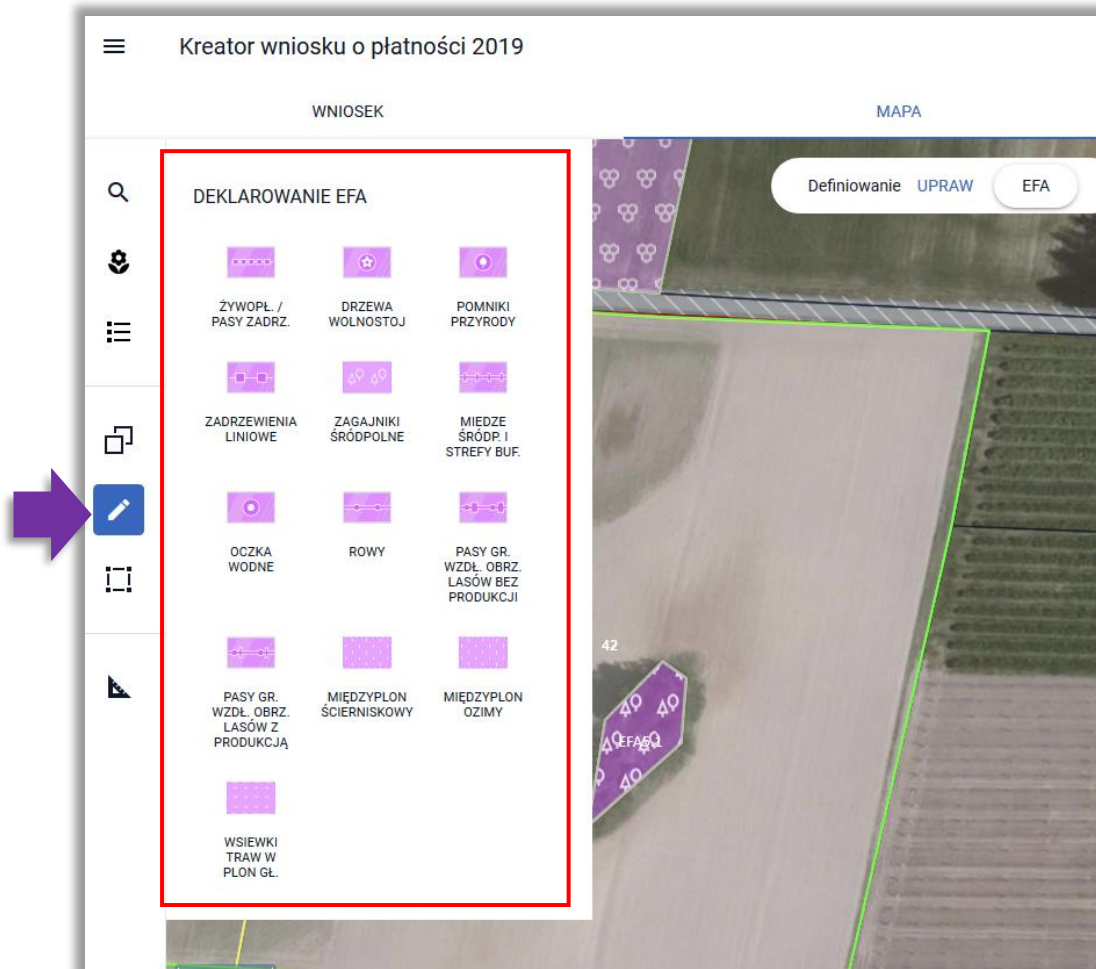 Kreator wniosku o płatności 2019
WNIOSEK
MAPA
DEKLAROWANIE EFA
Definiowanie UPRAW EFA
ŻYWOPŁ. /
PASY ZADRZ.
DRZEWA
WOLNOSTOJ
POMNIKI
PRZYRODY
ZADRZEWIENIA
LINIOWE
ZAGAJNIKI
ŚRÓDPOLNE
MIEDZE
ŚRÓDP. I
STREFY BUF.
OCZKA
WODNE
ROWY
PASY GR.
WZDŁ. OBRZ.
LASÓW BEZ
PRODUKCJI
PASY GR.
WZDŁ. OBRZ.
LASÓW Z
PRODUKCJĄ
MIĘDZYPLON
ŚCIERNISKOWY
MIĘDZYPLON
OZIMY
WSIEWKI
TRAW W
PLON GŁ.
42